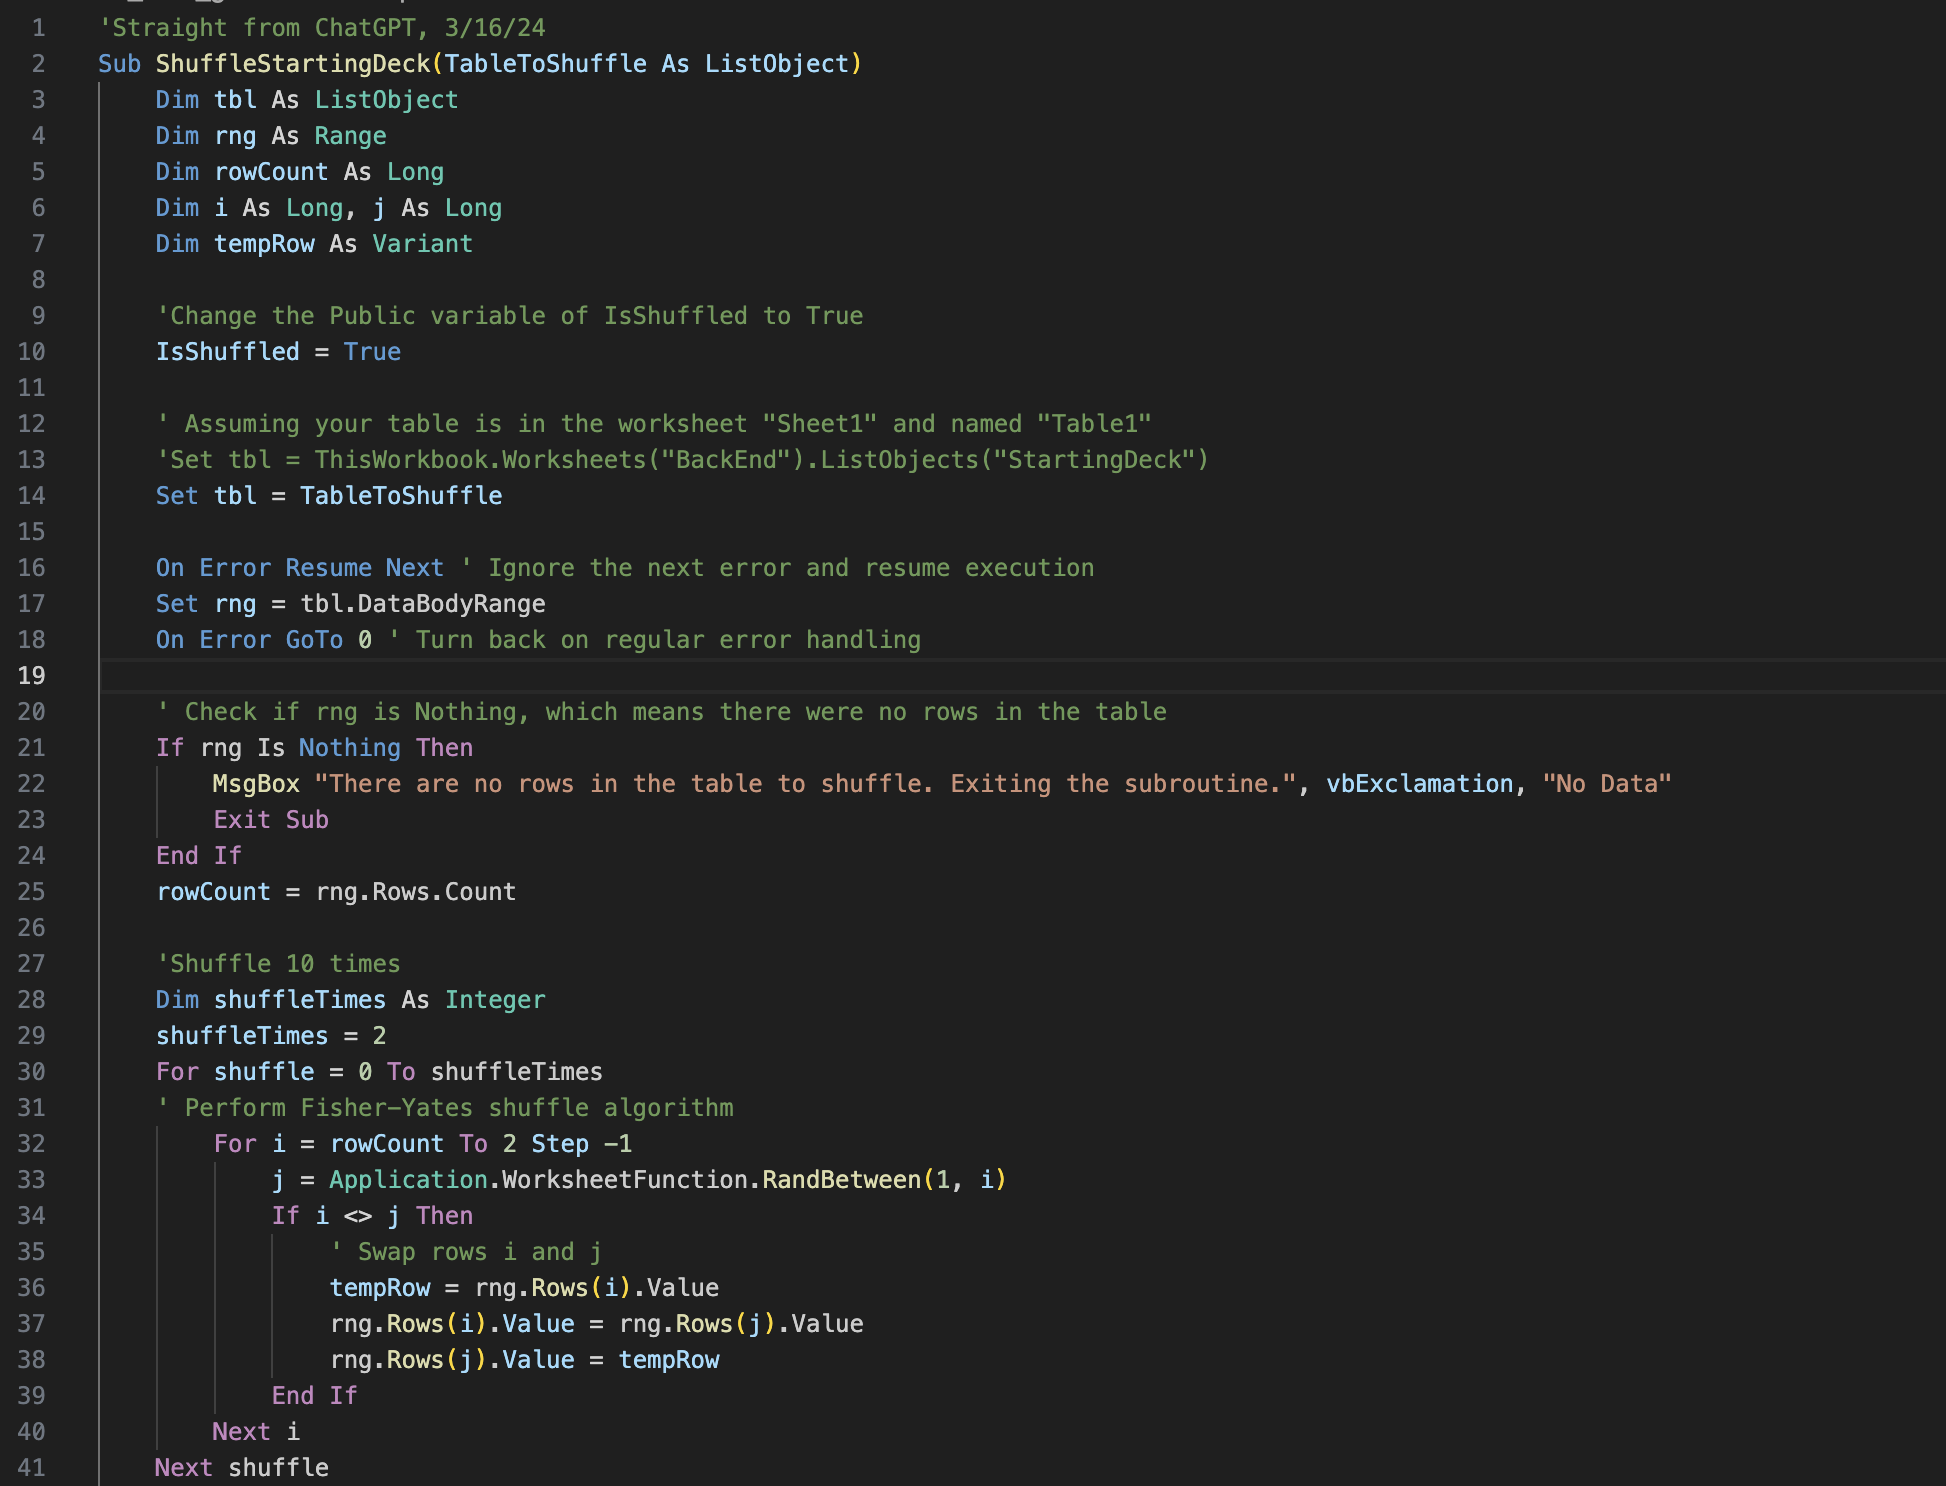 1 'Straight from ChatGPT, 3/16/24
2 Sub ShuffleStartingDeck(TableToShuffle As ListObject)
3     Dim tbl As ListObject
4     Dim rng As Range
5     Dim rowCount As Long
6     Dim i As Long, j As Long
7     Dim tempRow As Variant
8
9     'Change the Public variable of IsShuffled to True
10     IsShuffled = True
11
12     ' Assuming your table is in the worksheet "Sheet1" and named "Table1"
13     'Set tbl = ThisWorkbook.Worksheets("BackEnd").ListObjects("StartingDeck")
14     Set tbl = TableToShuffle
15
16     On Error Resume Next ' Ignore the next error and resume execution
17     Set rng = tbl.DataBodyRange
18     On Error GoTo 0 ' Turn back on regular error handling
19
20     ' Check if rng is Nothing, which means there were no rows in the table
21     If rng Is Nothing Then
22         MsgBox "There are no rows in the table to shuffle. Exiting the subroutine.", vbExclamation, "No Data"
23         Exit Sub
24     End If
25     rowCount = rng.Rows.Count
26
27     'Shuffle 10 times
28     Dim shuffleTimes As Integer
29     shuffleTimes = 2
30     For shuffle = 0 To shuffleTimes
31     ' Perform Fisher-Yates shuffle algorithm
32         For i = rowCount To 2 Step -1
33             j = Application.WorksheetFunction.RandBetween(1, i)
34             If i <> j Then
35                 ' Swap rows i and j
36                 tempRow = rng.Rows(i).Value
37                 rng.Rows(i).Value = rng.Rows(j).Value
38                 rng.Rows(j).Value = tempRow
39             End If
40         Next i
41     Next shuffle